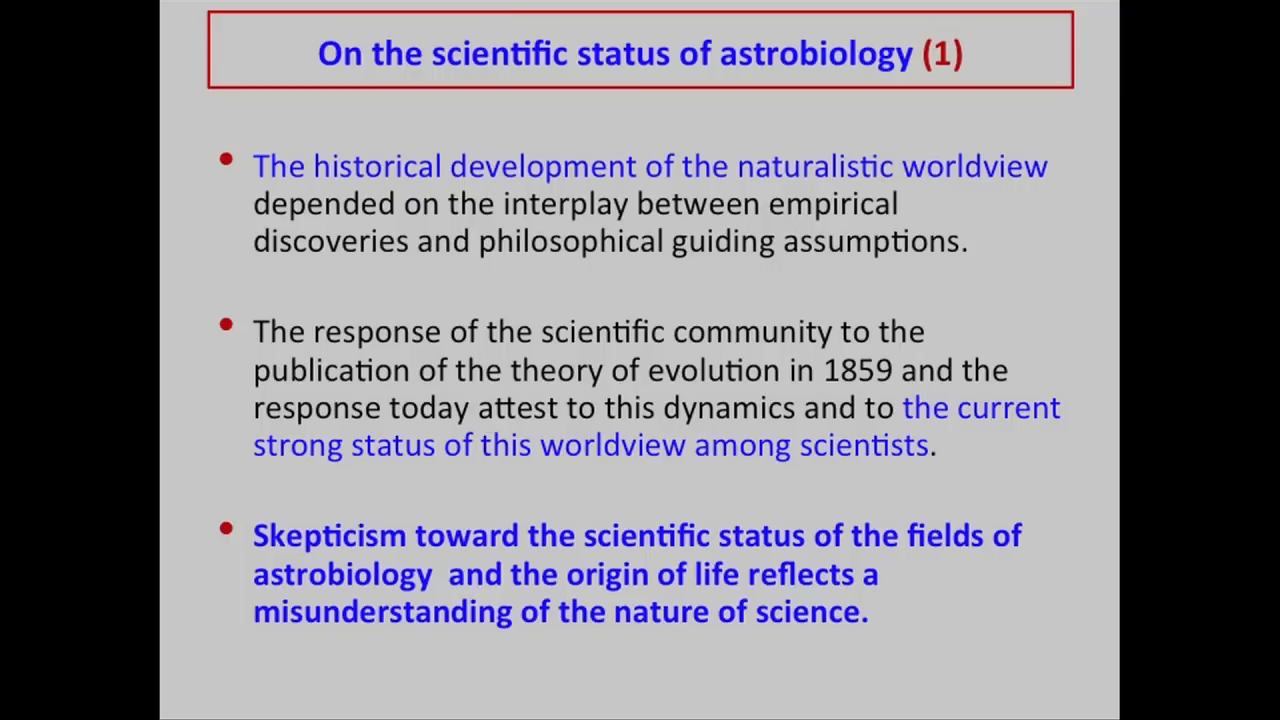 On the scientific status of astrobiology (1)
• The historical development of the naturalistic worldview
depended on the interplay between empirical
discoveries and philosophical guiding assumptions.
• The response of the scientific community to the
publication of the theory of evolution in 1859 and the
response today attest to this dynamics and to the current
strong status of this worldview among scientists.
• Skepticism toward the scientific status of the fields of
astrobiology  and the origin of life reflects a
misunderstanding of the nature of science.